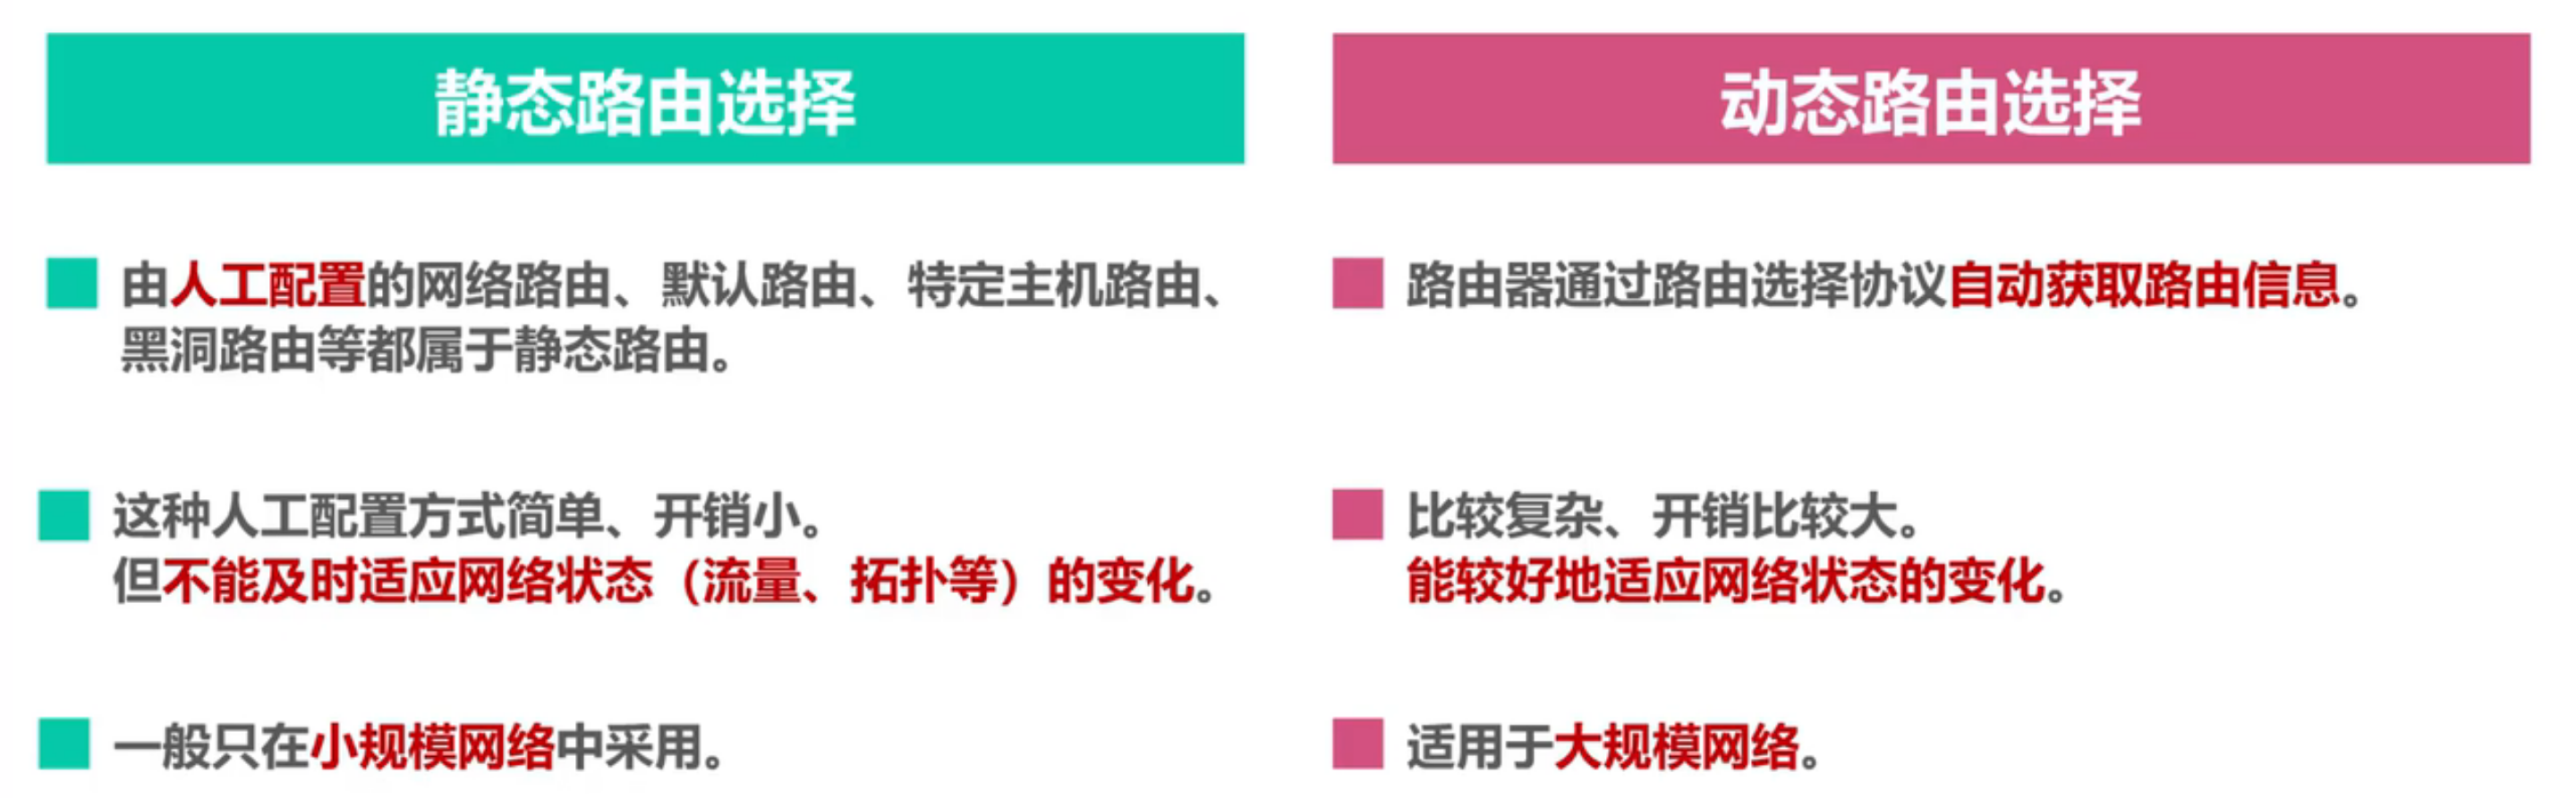 静态路由选择
由人工配置的网络路由、默认路由、特定主机路由、
黑洞路由等都属于静态路由。
这种人工配置方式简单、开销小。
但不能及时适应网络状态（流量、拓扑等）的变化。
一般只在小规模网络中采用。
动态路由选择
路由器通过路由选择协议自动获取路由信息。
比较复杂、开销比较大。
能较好地适应网络状态的变化。
适用于大规模网络。